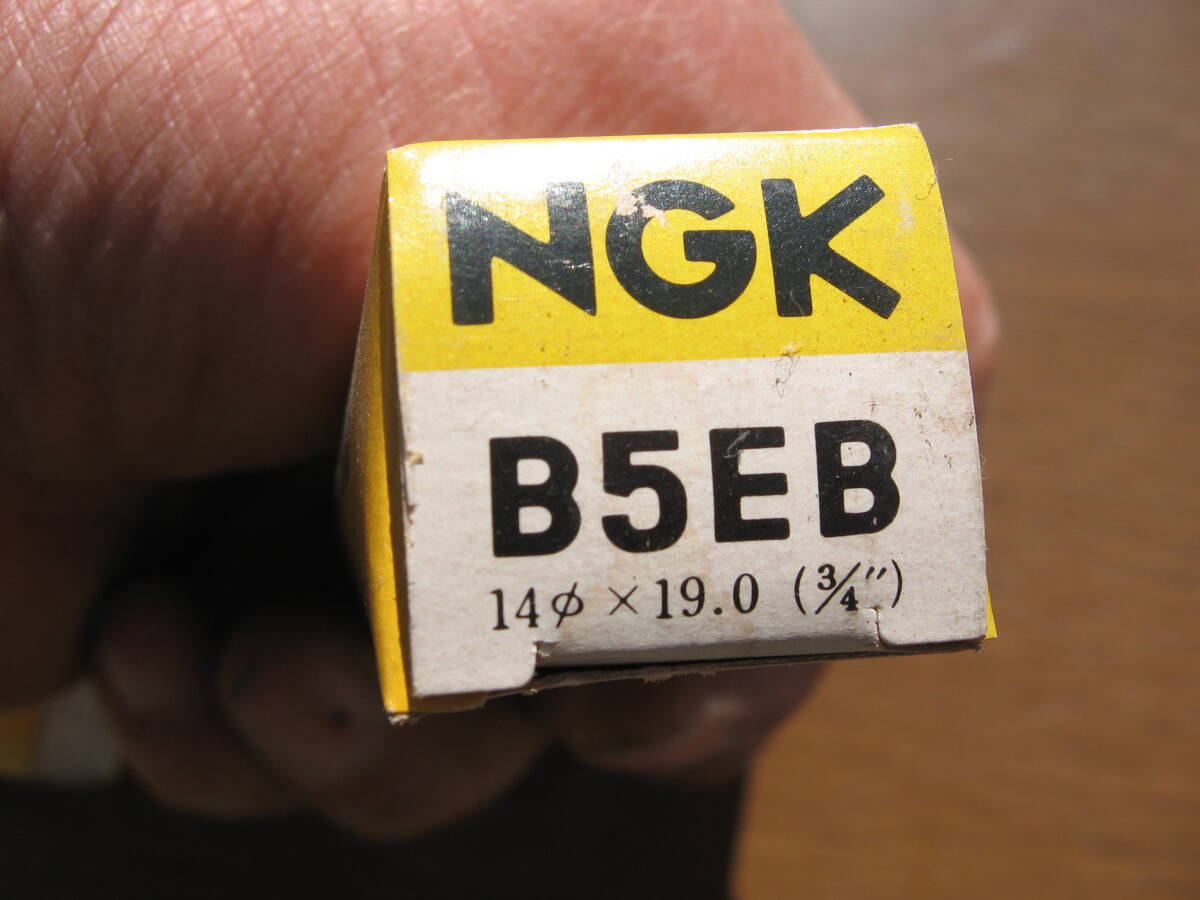 NGK
B5EB
14φ × 19.0 (3/4")